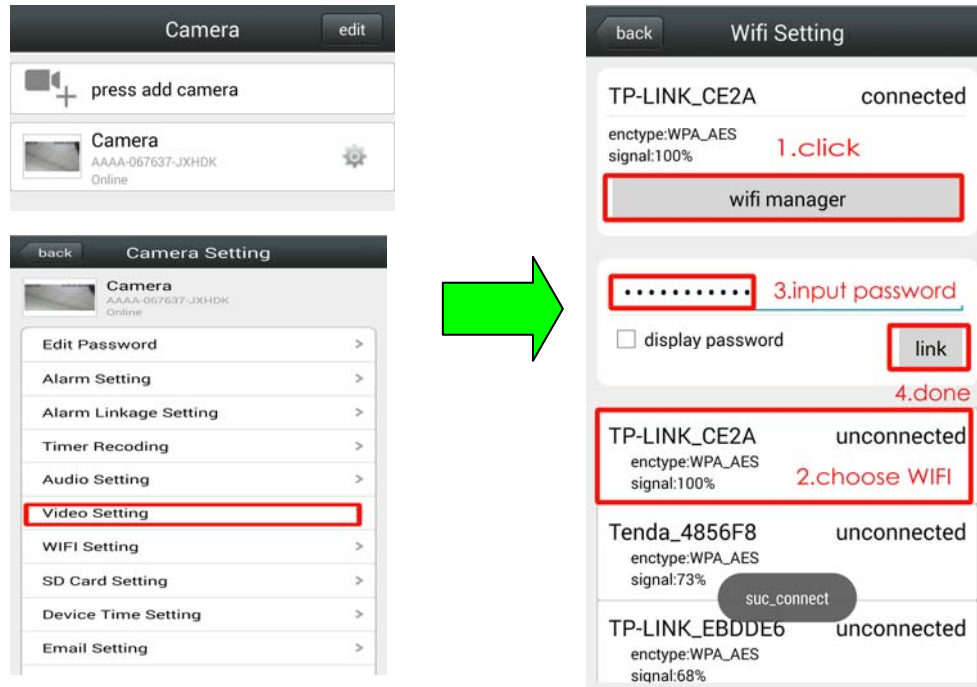 Camera edit
press add camera
Camera
AAAA-067637-JXHDK
Online
back Camera Setting
Camera
AAAA-067637-JXHDK
Online
Edit Password >
Alarm Setting >
Alarm Linkage Setting >
Timer Recoding >
Audio Setting >
Video Setting
WIFI Setting >
SD Card Setting >
Device Time Setting >
Email Setting >
back Wifi Setting
TP-LINK_CE2A connected
enctype:WPA_AES
signal:100% 1.click
wifi manager
3.input password
display password link
4.done
TP-LINK_CE2A unconnected
enctype:WPA_AES
signal:100% 2.choose WIFI
Tenda_4856F8 unconnected
enctype:WPA_AES
signal:73%
suc_connect
TP-LINK_EBDDE6 unconnected
enctype:WPA_AES
signal:68%